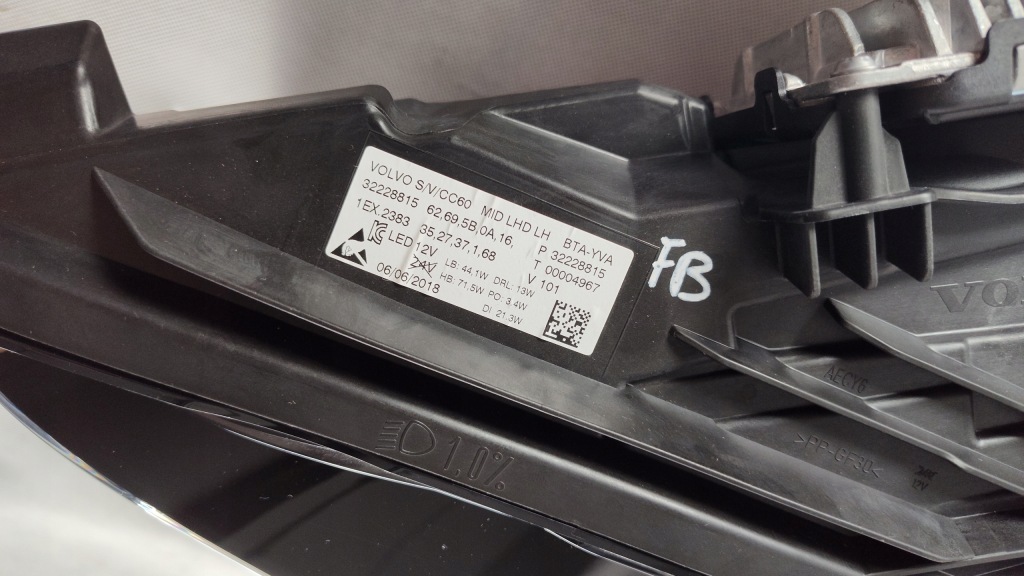 VOLVO S/V/CC60 MID LHD LH BTA-YVA
32228815 62.69.5B,0A,16, P 32228815
1EX.2383 35,27,37,1,68 T 00004967
LED 12V V 101
24V LB: 44,1W DRL: 13W
HB: 71,5W PO: 3,4W
06/06/2018 DI 21,3W
FB
VO
AECY6
>PP-GF30<
1,0%